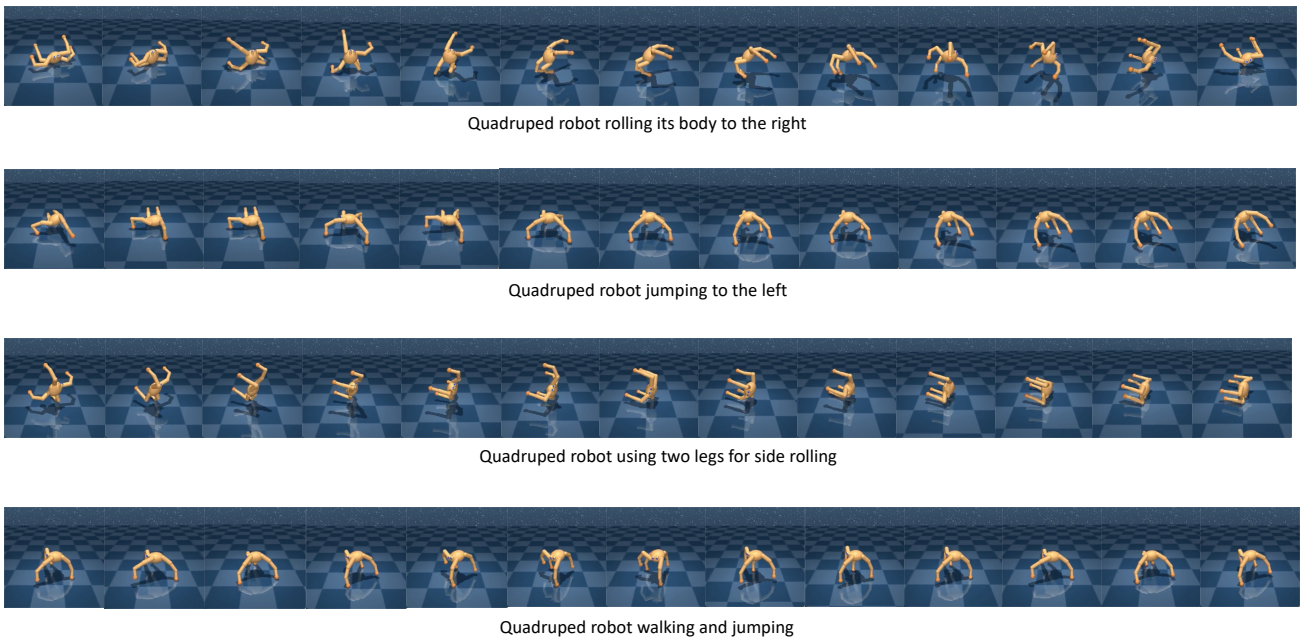 Quadruped robot rolling its body to the right
Quadruped robot jumping to the left
Quadruped robot using two legs for side rolling
Quadruped robot walking and jumping